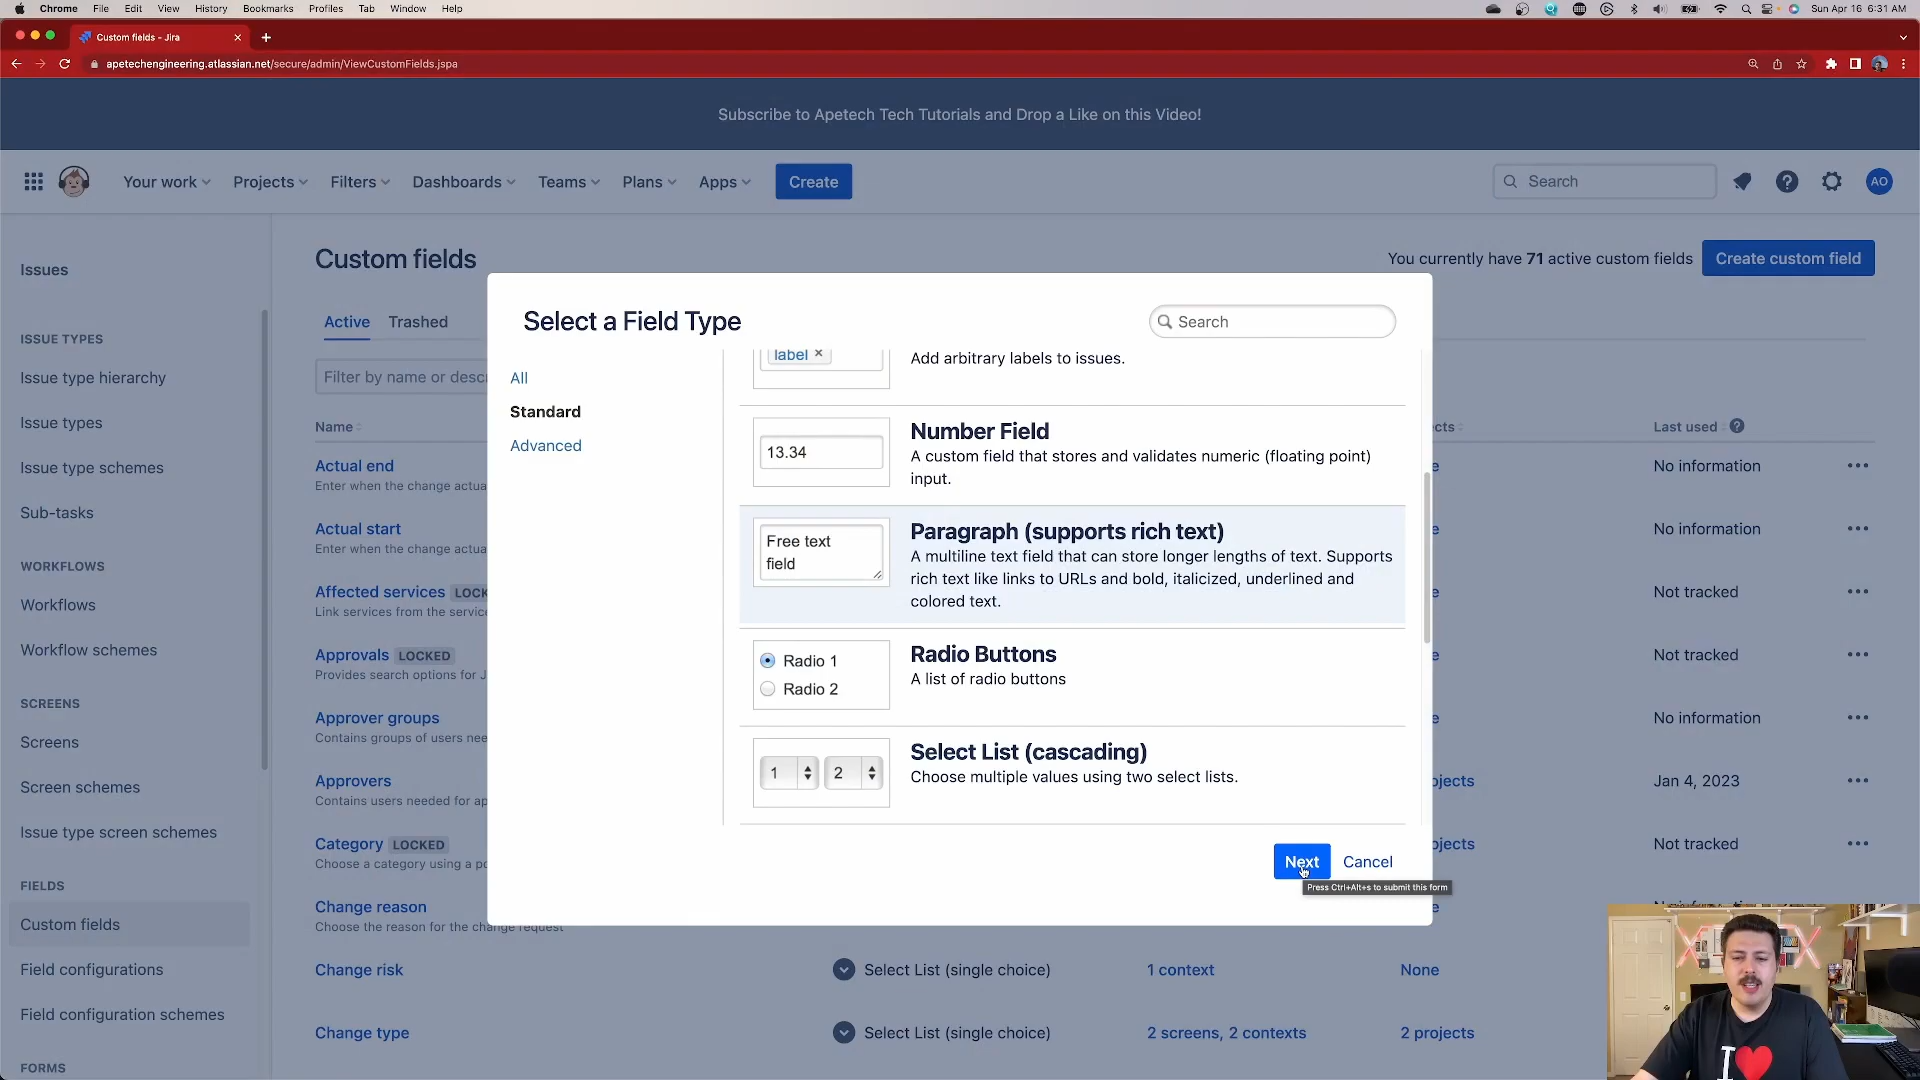 Chrome File Edit View History Bookmarks Profiles Tab Window Help
Sun Apr 16 6:31 AM
Custom fields - Jira
apetechengineering.atlassian.net/secure/admin/ViewCustomFields.jspa
Subscribe to Apetech Tech Tutorials and Drop a Like on this Video!
Your work Projects Filters Dashboards Teams Plans Apps Create
Search
AO
Issues
ISSUE TYPES
Issue type hierarchy
Issue types
Issue type schemes
Sub-tasks
WORKFLOWS
Workflows
Workflow schemes
SCREENS
Screens
Screen schemes
Issue type screen schemes
FIELDS
Custom fields
Field configurations
Field configuration schemes
FORMS
Custom fields
You currently have 71 active custom fields
Create custom field
Active Trashed
Filter by name or descr
Name
Last used
Actual end
Enter when the change actua
No information
Actual start
Enter when the change actua
No information
Affected services LOCK
Link services from the service
Not tracked
Approvals LOCKED
Provides search options for J
Not tracked
Approver groups
Contains groups of users nee
No information
Approvers
Contains users needed for ap
ojects
Jan 4, 2023
Category LOCKED
Choose a category using a po
ojects
Not tracked
Change reason
Choose the reason for the change request
Change risk
Select List (single choice)
1 context
None
Change type
Select List (single choice)
2 screens, 2 contexts
2 projects
Select a Field Type
Search
All
Standard
Advanced
label
Add arbitrary labels to issues.
13.34
Number Field
A custom field that stores and validates numeric (floating point)
input.
Free text
field
Paragraph (supports rich text)
A multiline text field that can store longer lengths of text. Supports
rich text like links to URLs and bold, italicized, underlined and
colored text.
Radio 1
Radio 2
Radio Buttons
A list of radio buttons
1 2
Select List (cascading)
Choose multiple values using two select lists.
Next Cancel
Press Ctrl+Alt+s to submit this form
I